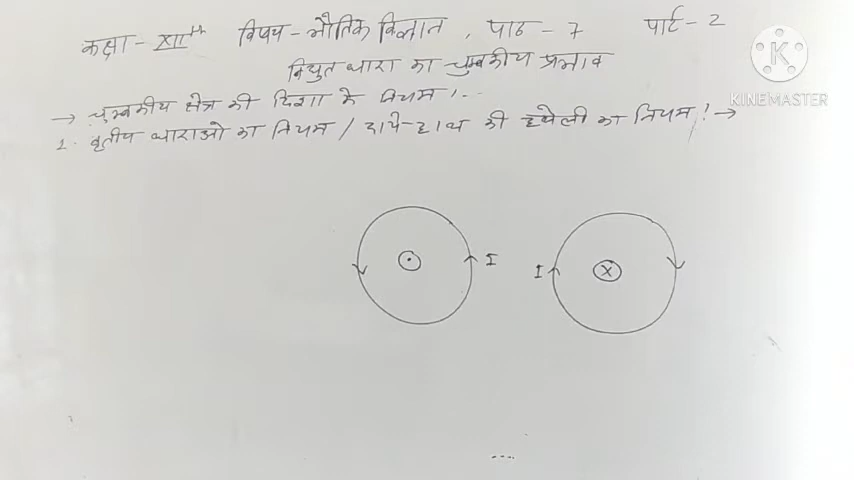 कक्षा - XII th विषय - भौतिक विज्ञान , पाठ - 7 पार्ट - 2
विद्युत धारा का चुम्बकीय प्रभाव
→ चुम्बकीय क्षेत्र की दिशा के नियम :-
1. वृतीय धाराओ का नियम / दाये-हाथ की हथेली का नियम ! →
I
I
K
KINEMASTER